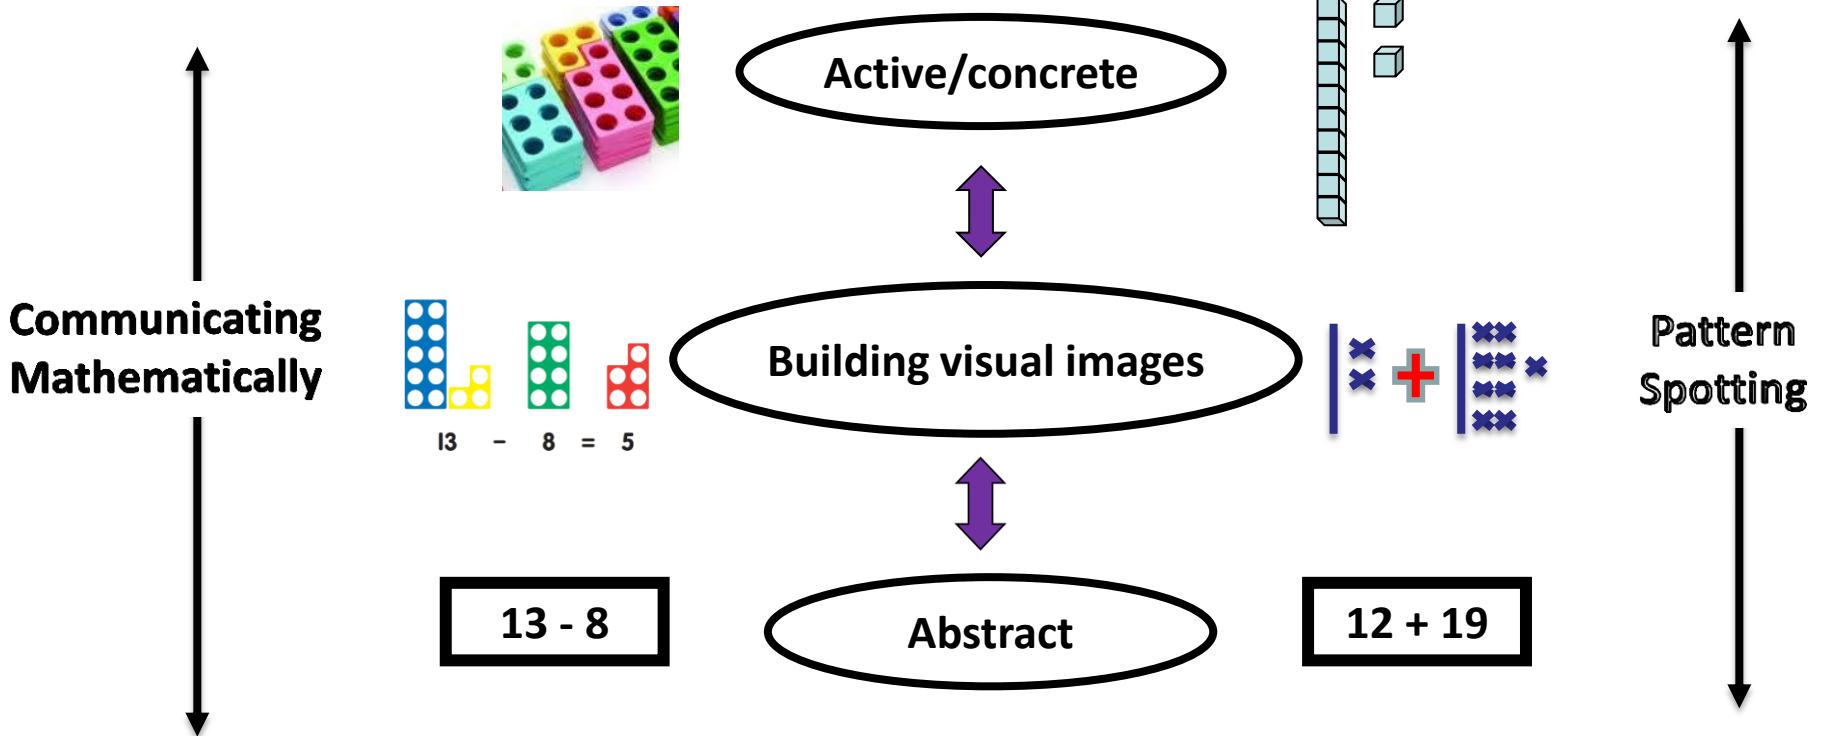 Active/concrete
Communicating
Mathematically
Building visual images
Pattern
Spotting
13 - 8 = 5
13 - 8
Abstract
12 + 19